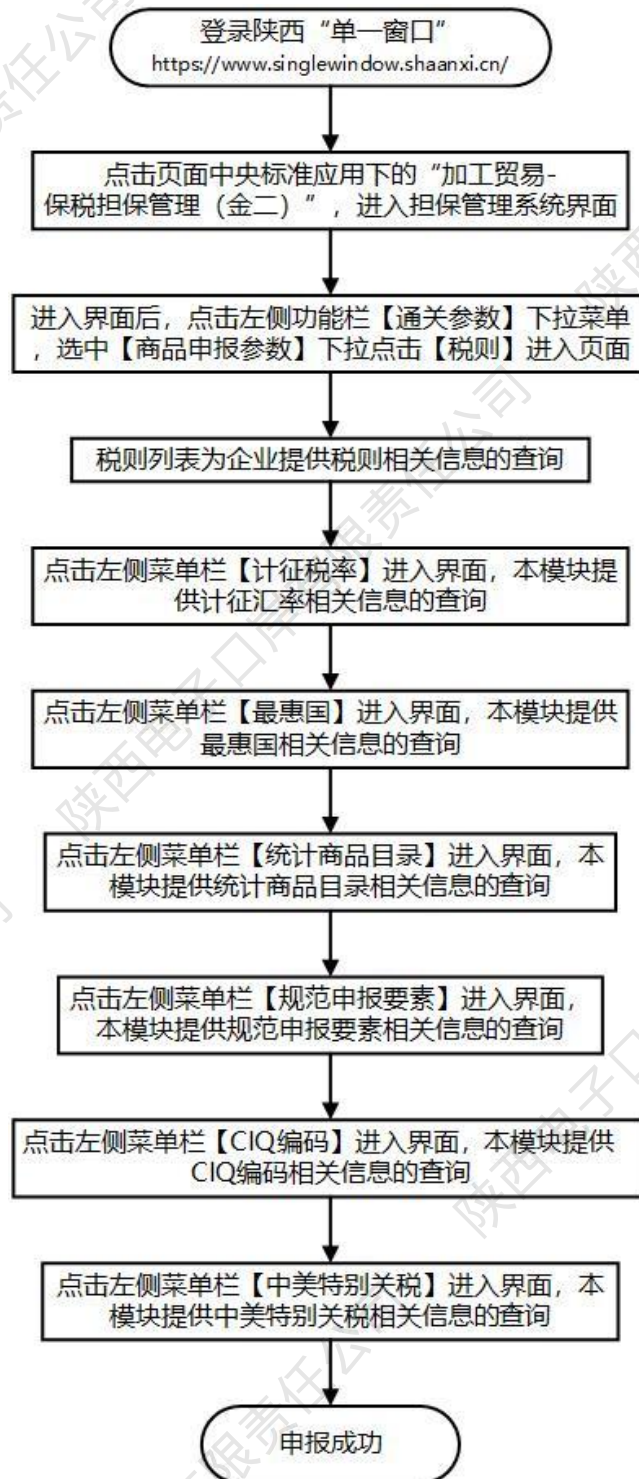 登录陕西“单一窗口”
https://www.singlewindow.shaanxi.cn/
点击页面中央标准应用下的“加工贸易-
保税担保管理（金二）”，进入担保管理系统界面
进入界面后，点击左侧功能栏【通关参数】下拉菜单
，选中【商品申报参数】下拉点击【税则】进入页面
税则列表为企业提供税则相关信息的查询
点击左侧菜单栏【计征税率】进入界面，本模块提
供计征汇率相关信息的查询
点击左侧菜单栏【最惠国】进入界面，本模块提供
最惠国相关信息的查询
点击左侧菜单栏【统计商品目录】进入界面，本
模块提供统计商品目录相关信息的查询
点击左侧菜单栏【规范申报要素】进入界面，
本模块提供规范申报要素相关信息的查询
点击左侧菜单栏【CIQ编码】进入界面，本模块提供
CIQ编码相关信息的查询
点击左侧菜单栏【中美特别关税】进入界面，本
模块提供中美特别关税相关信息的查询
申报成功
陕西电子口岸有限责任公司